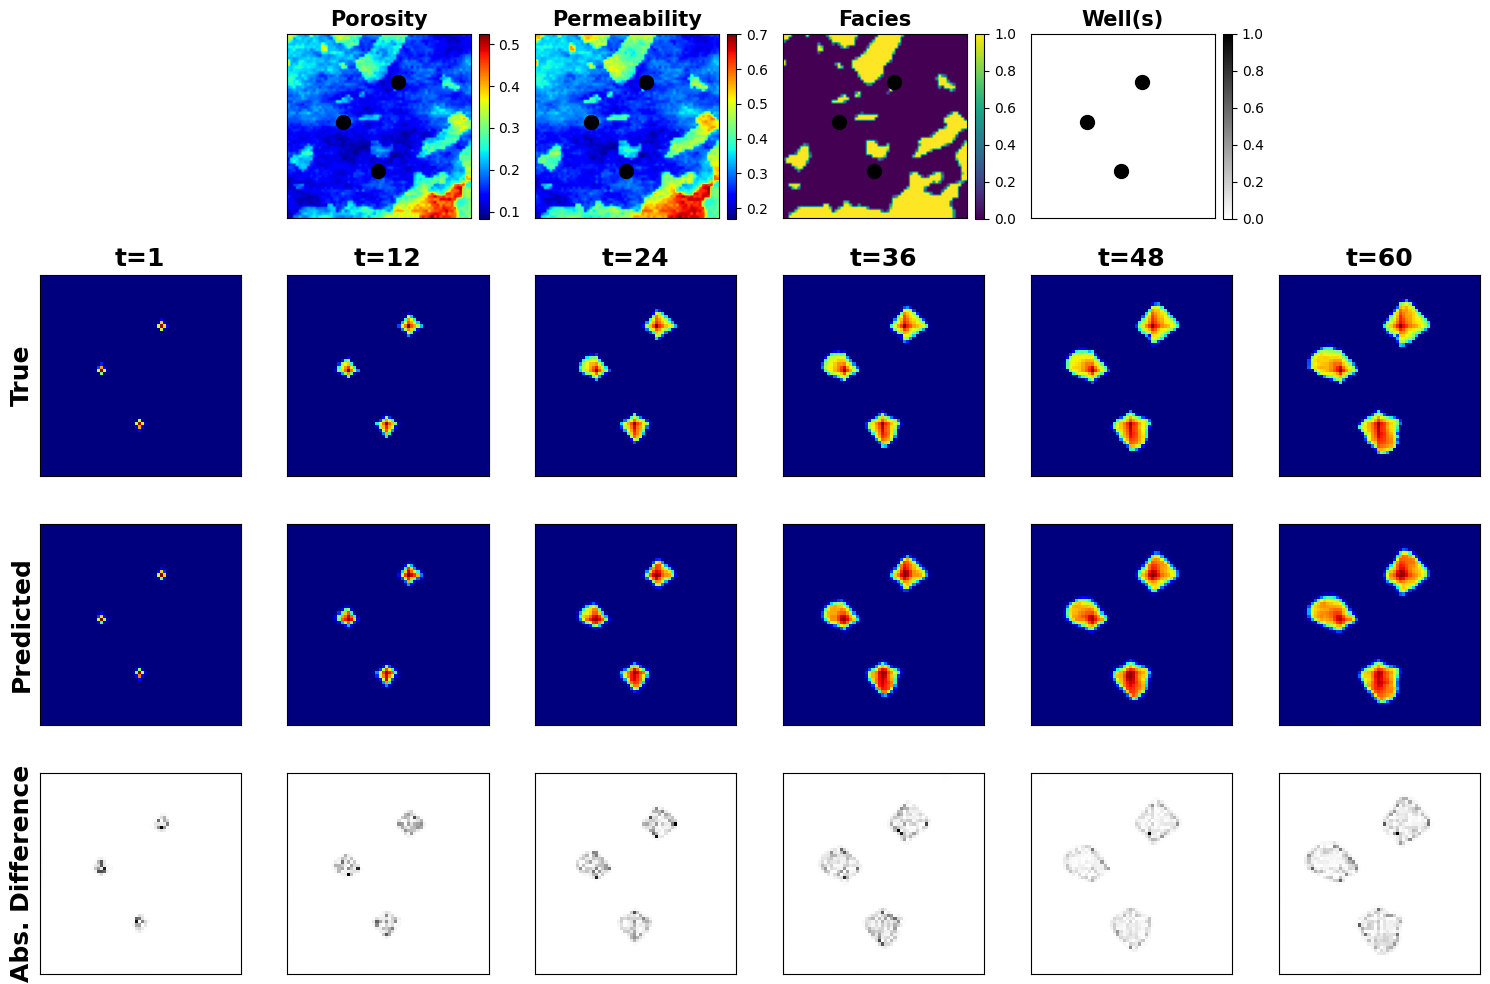 Porosity
Permeability
Facies
Well(s)
0.5
0.4
0.3
0.2
0.1
0.7
0.6
0.5
0.4
0.3
0.2
1.0
0.8
0.6
0.4
0.2
0.0
1.0
0.8
0.6
0.4
0.2
0.0
t=1
t=12
t=24
t=36
t=48
t=60
True
Predicted
Abs. Difference